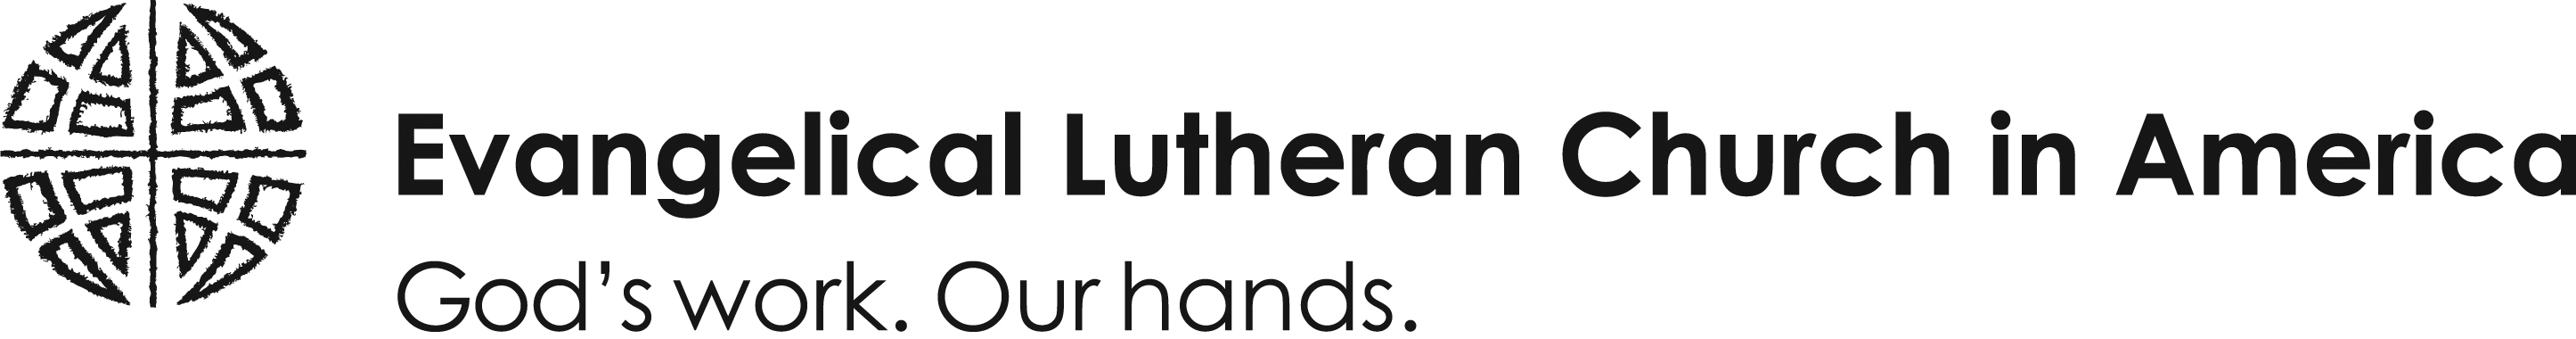 Evangelical Lutheran Church in America
God’s work. Our hands.